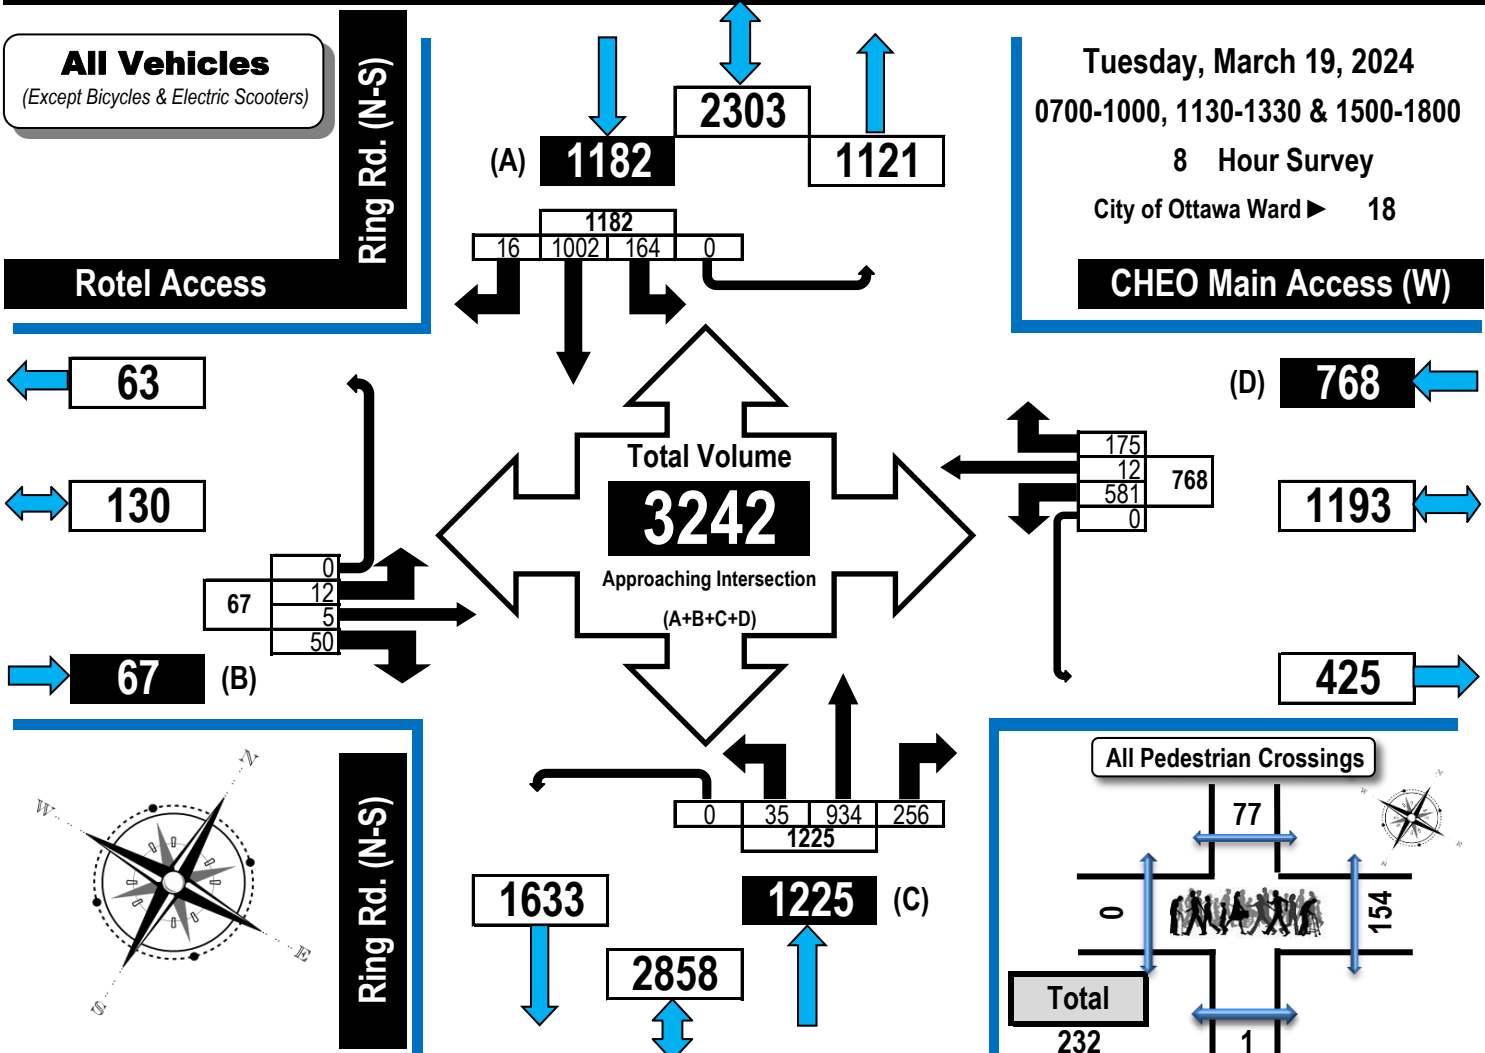 All Vehicles
(Except Bicycles & Electric Scooters)
Ring Rd. (N-S)
Rotel Access
2303
(A) 1182
1121
1182
16 1002 164 0
Tuesday, March 19, 2024
0700-1000, 1130-1330 & 1500-1800
8 Hour Survey
City of Ottawa Ward ► 18
CHEO Main Access (W)
63
130
0
12
5
50
67
67 (B)
Total Volume
3242
Approaching Intersection
(A+B+C+D)
(D) 768
175
12
581
0
768
1193
425
N
W
E
S
Ring Rd. (N-S)
0 35 934 256
1225
1633
1225 (C)
2858
All Pedestrian Crossings
77
N
W
E
S
0
154
Total
232
1